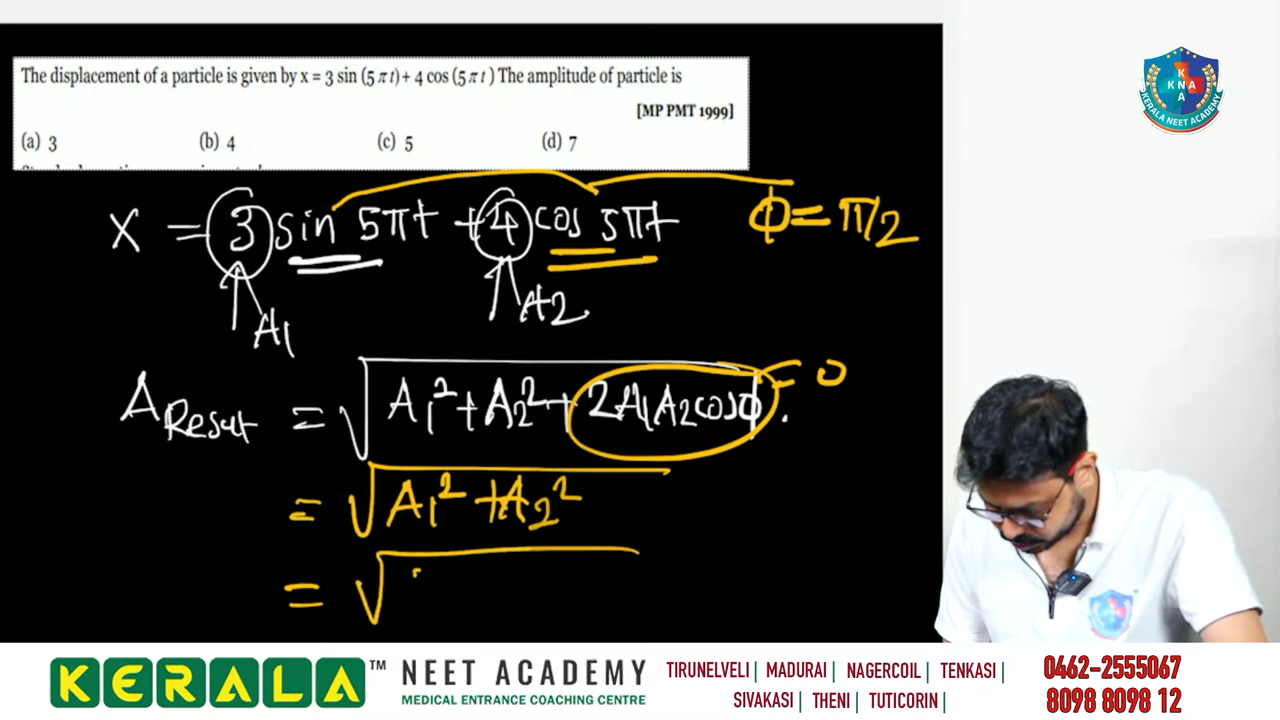 The displacement of a particle is given by x = 3 sin (5 π t) + 4 cos (5 π t ) The amplitude of particle is
[MP PMT 1999]
(a) 3 (b) 4 (c) 5 (d) 7
KNA
KNA
KERALA NEET ACADEMY
X = 3 sin 5πt + 4 cos 5πt φ = π/2
A1 A2
A Result = √ A1² + A2² + 2A1A2cosφ . = 0
= √ A1² + A2²
= √
KERALA™ NEET ACADEMY
MEDICAL ENTRANCE COACHING CENTRE
TIRUNELVELI | MADURAI | NAGERCOIL | TENKASI |
SIVAKASI | THENI | TUTICORIN |
0462-2555067
8098 8098 12